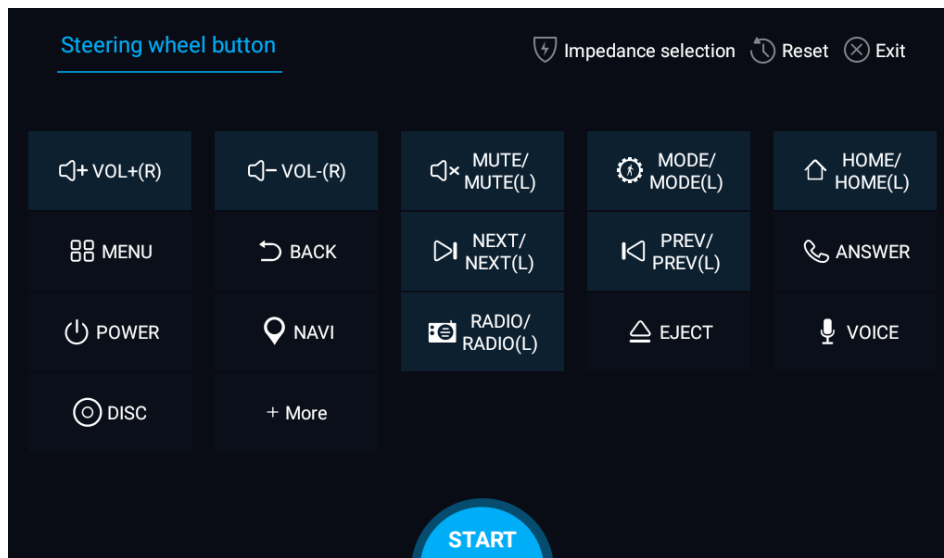 Steering wheel button
Impedance selection
Reset
Exit
+ VOL+(R)
- VOL-(R)
MUTE/
MUTE(L)
MODE/
MODE(L)
HOME/
HOME(L)
MENU
BACK
NEXT/
NEXT(L)
PREV/
PREV(L)
ANSWER
POWER
NAVI
RADIO/
RADIO(L)
EJECT
VOICE
DISC
+ More
START